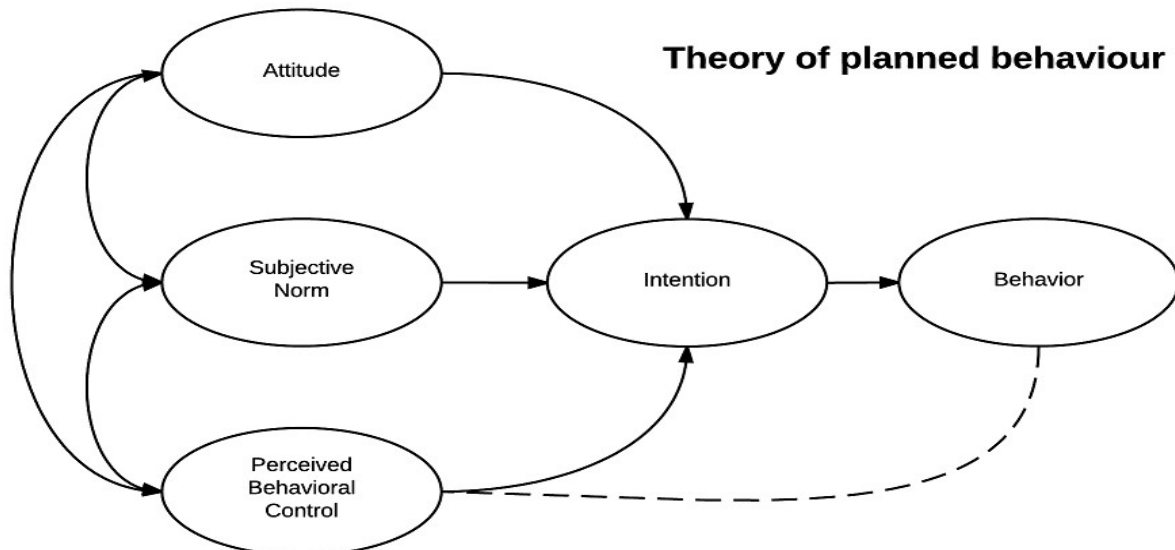 Theory of planned behaviour
Attitude
Subjective
Norm
Intention
Behavior
Perceived
Behavioral
Control